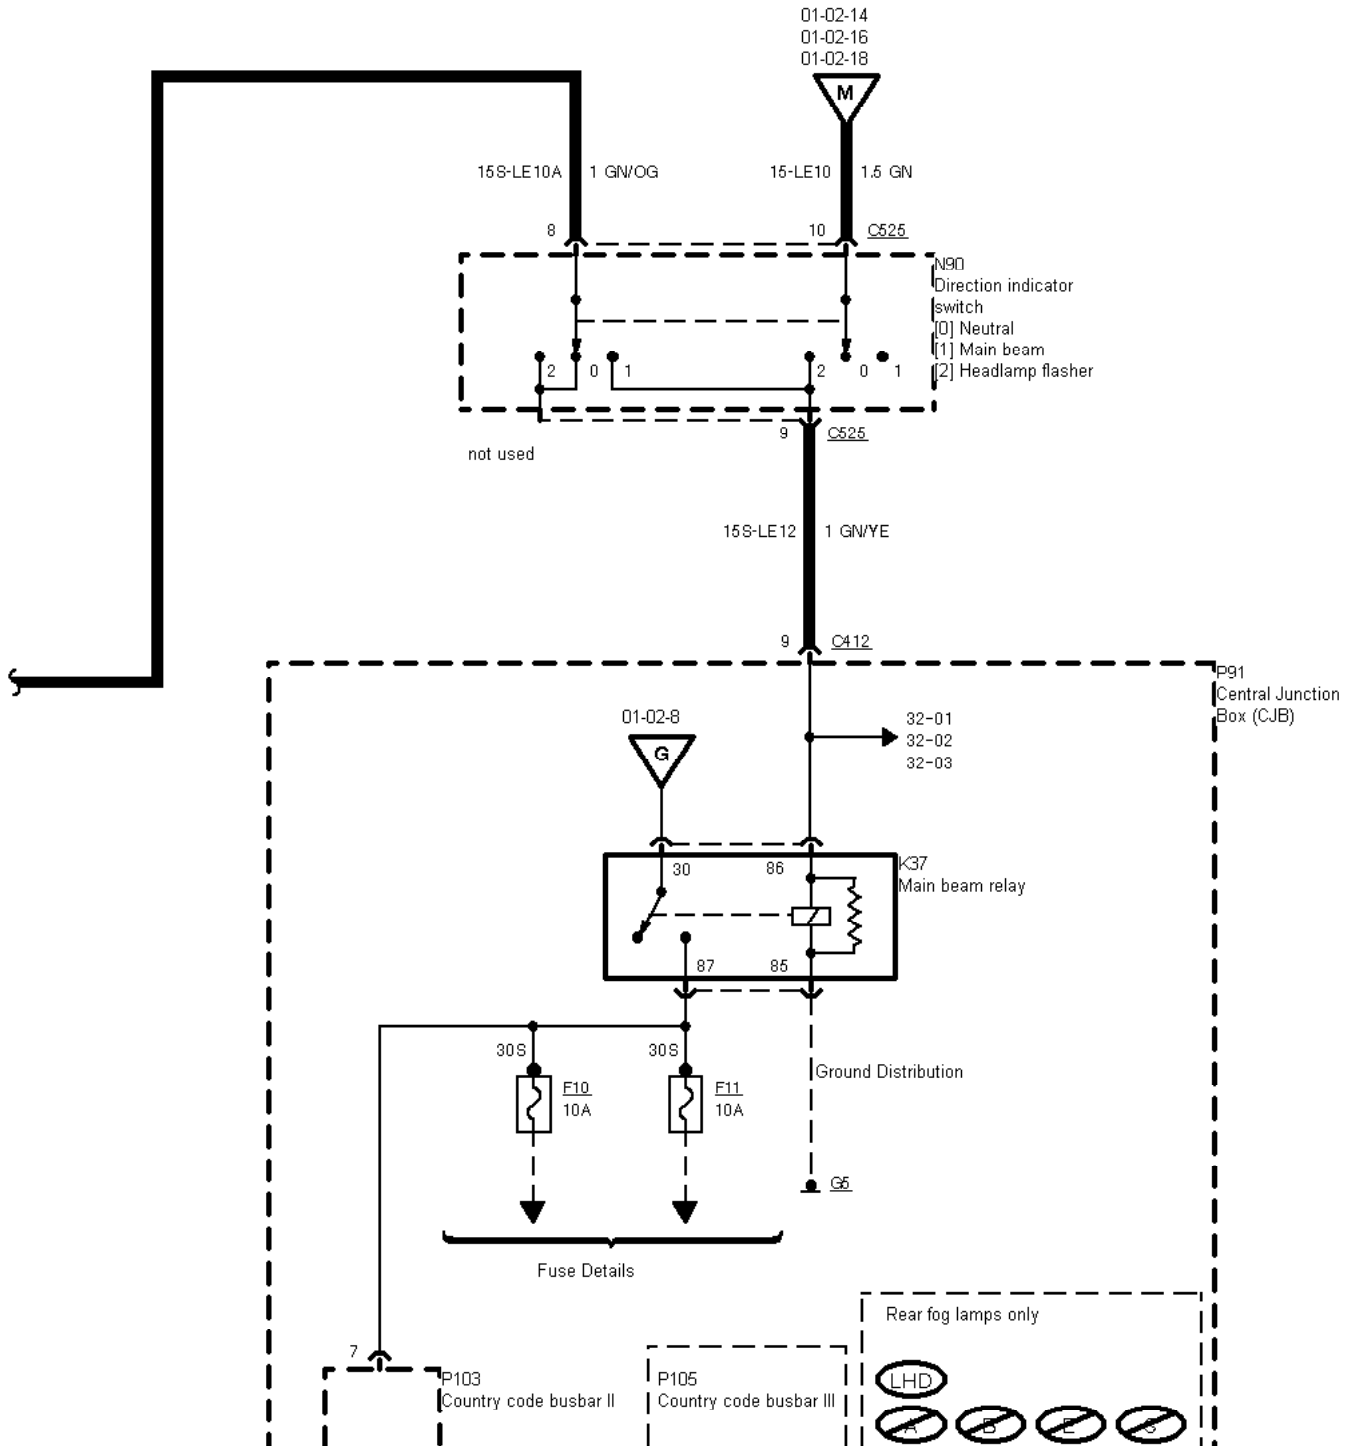 01-02-14
01-02-16
01-02-18
M
15S-LE10A 1 GN/OG
15-LE10 1.5 GN
8
10 C525
N90
Direction indicator
switch
[0] Neutral
[1] Main beam
[2] Headlamp flasher
2 0 1
2 0 1
9 C525
not used
15S-LE12 1 GN/YE
9 C412
P91
Central Junction
Box (CJB)
01-02-8
G
32-01
32-02
32-03
30 86
K37
Main beam relay
87 85
30S
30S
F10
10A
F11
10A
Ground Distribution
G5
Fuse Details
Rear fog lamps only
7
P103
Country code busbar II
P105
Country code busbar III
LHD
A B E S